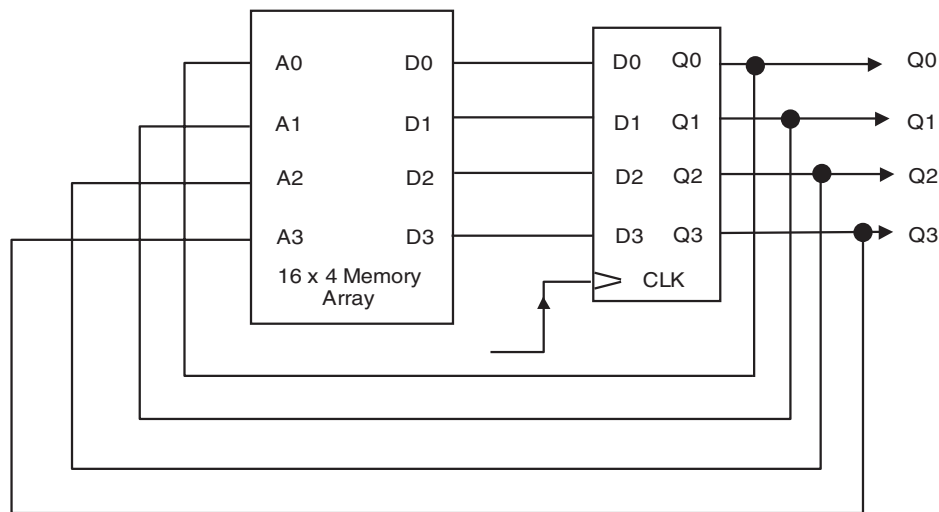 A0 D0 D0 Q0 Q0
A1 D1 D1 Q1 Q1
A2 D2 D2 Q2 Q2
A3 D3 D3 Q3 Q3
16 x 4 Memory
Array
CLK